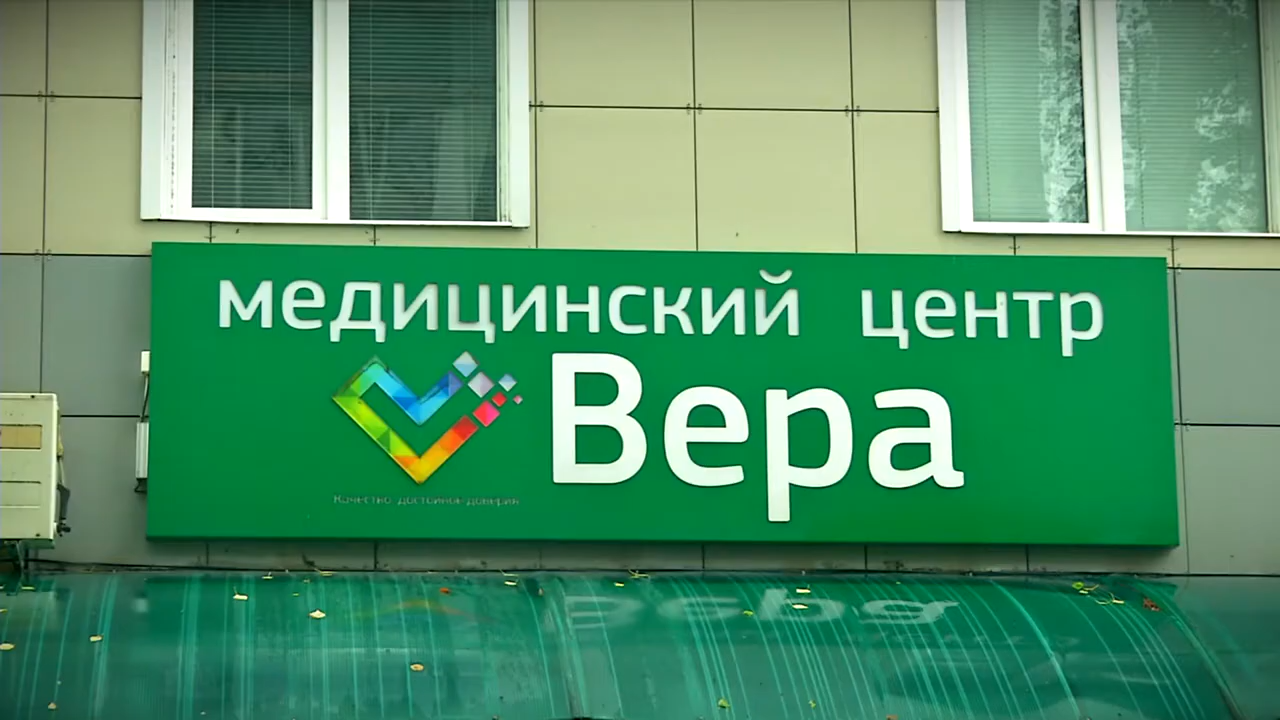 медицинский центр
Вера
Качество достойное доверия